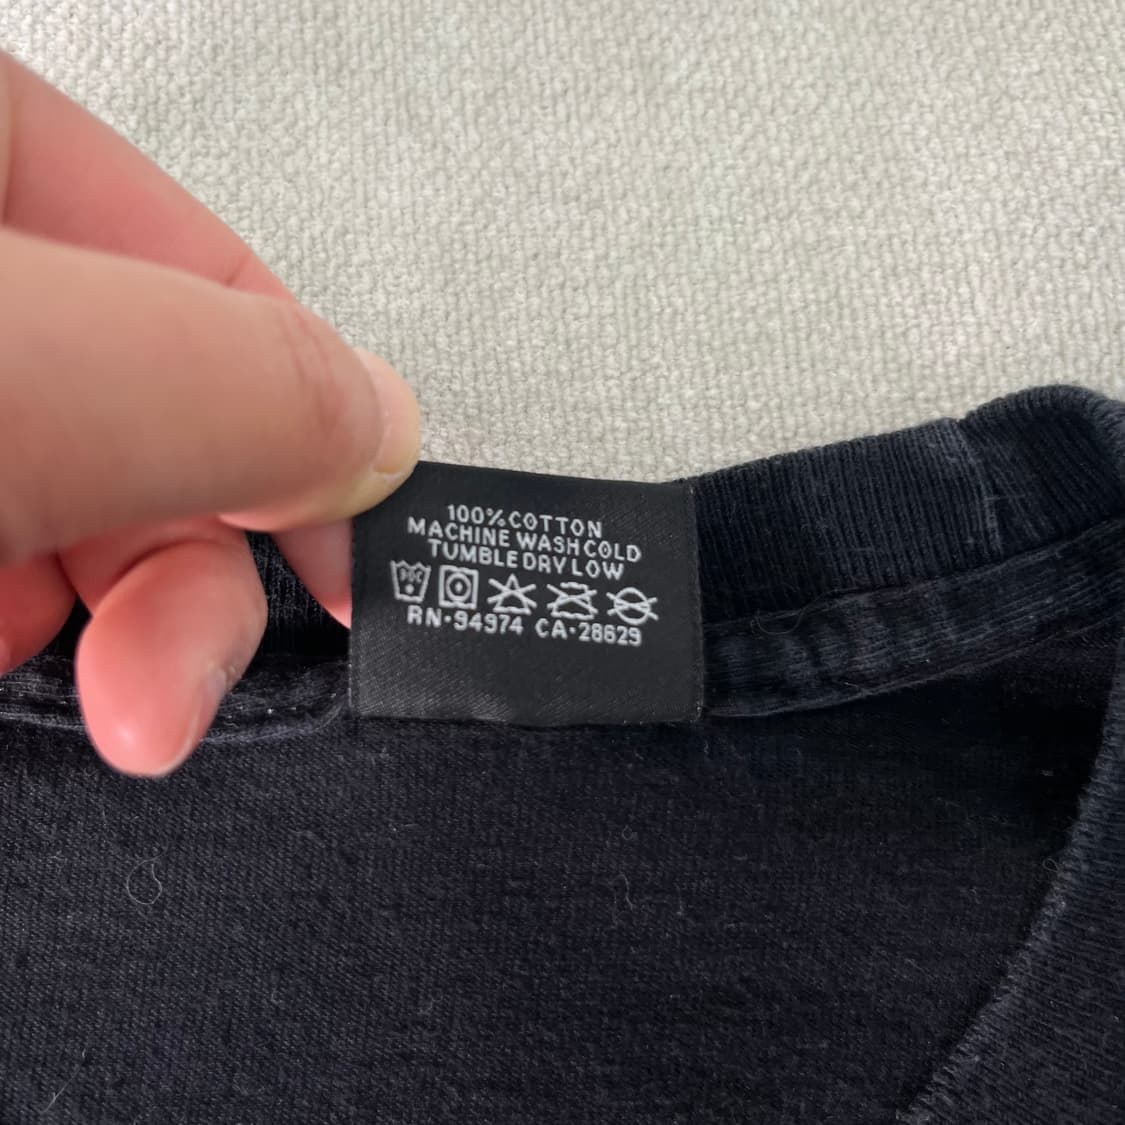 100% COTTON
MACHINE WASH COLD
TUMBLE DRY LOW
RN·94974 CA·28629